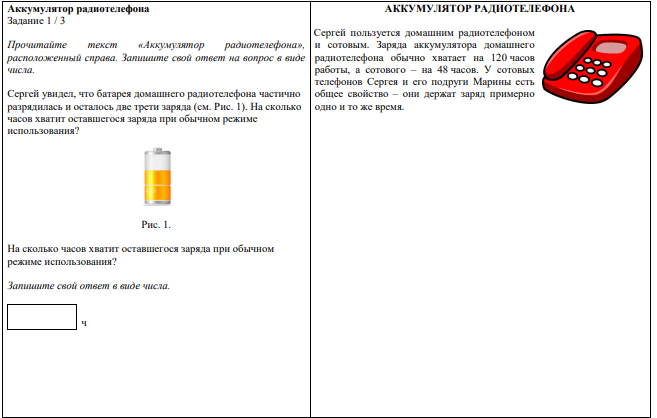 Аккумулятор радиотелефона
Задание 1 / 3
Прочитайте текст «Аккумулятор радиотелефона»,
расположенный справа. Запишите свой ответ на вопрос в виде
числа.
Сергей увидел, что батарея домашнего радиотелефона частично
разрядилась и осталось две трети заряда (см. Рис. 1). На сколько
часов хватит оставшегося заряда при обычном режиме
использования?
Рис. 1.
На сколько часов хватит оставшегося заряда при обычном
режиме использования?
Запишите свой ответ в виде числа.
ч
АККУМУЛЯТОР РАДИОТЕЛЕФОНА
Сергей пользуется домашним радиотелефоном
и сотовым. Заряда аккумулятора домашнего
радиотелефона обычно хватает на 120 часов
работы, а сотового – на 48 часов. У сотовых
телефонов Сергея и его подруги Марины есть
общее свойство – они держат заряд примерно
одно и то же время.